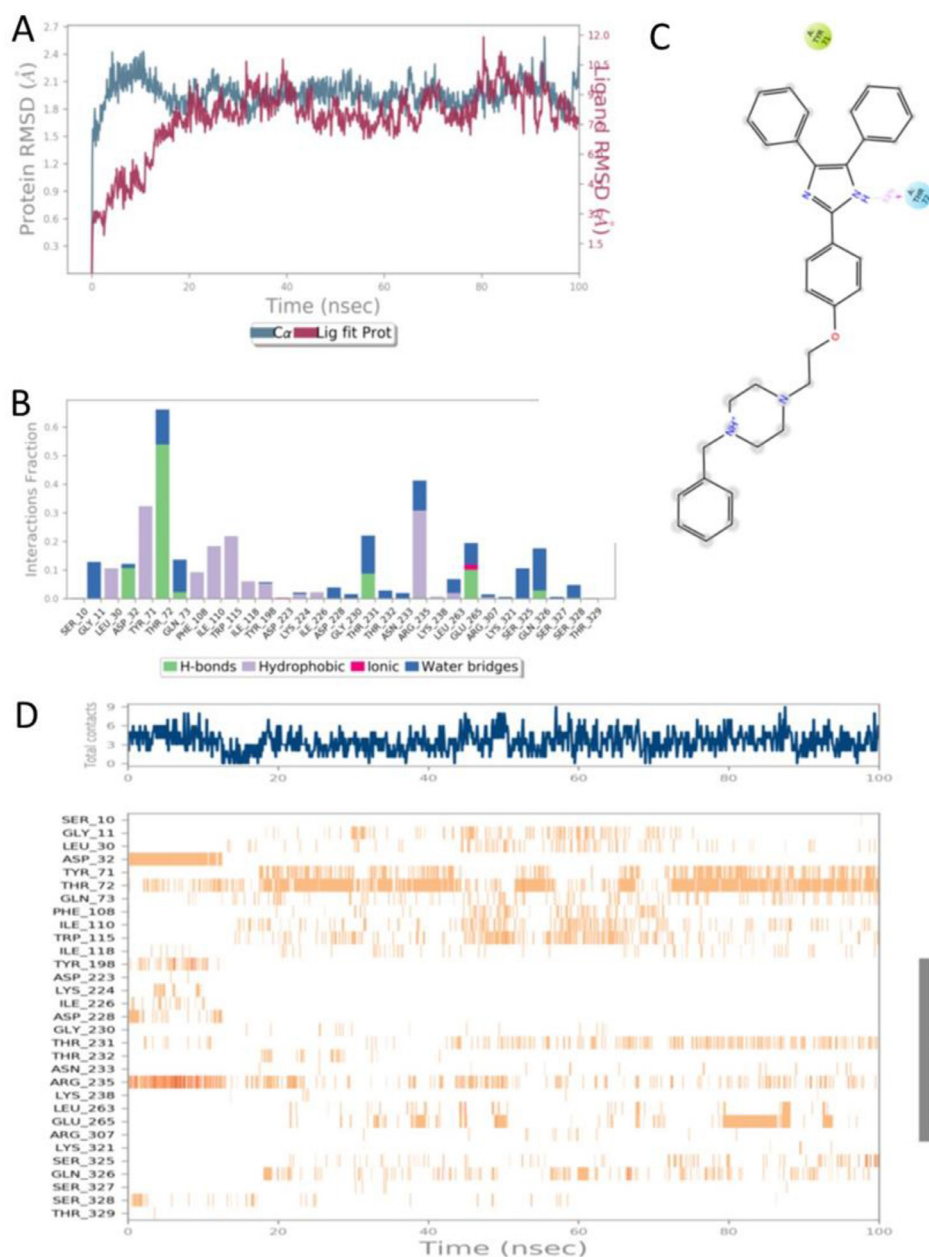 A
2.7
2.4
2.1
1.8
1.5
1.2
0.9
0.6
0.3
Protein RMSD (Å)
12.0
1.5
Ligand RMSD (Å)
0 20 40 60 80 100
Time (nsec)
Cα Lig fit Prot
C
A: TYR 71
N
NH
A: THR 72
O
N
NH⁺
B
0.6
0.5
0.4
0.3
0.2
0.1
0.0
Interactions Fraction
SER_10
GLY_11
LEU_30
ASP_32
TYR_71
THR_72
GLN_73
PHE_108
ILE_110
TRP_115
ILE_118
TYR_198
ASP_223
LYS_224
ILE_226
ASP_228
GLY_230
THR_231
ASN_233
ARG_235
LYS_238
GLU_265
ARG_307
LYS_321
SER_325
GLN_326
SER_328
THR_329
H-bonds Hydrophobic Ionic Water bridges
D
Total contacts
9
6
3
0
0 20 40 60 80 100
SER_10
GLY_11
LEU_30
ASP_32
TYR_71
THR_72
GLN_73
PHE_108
ILE_110
TRP_115
ILE_118
TYR_198
ASP_223
LYS_224
ILE_226
ASP_228
GLY_230
THR_231
THR_232
ASN_233
ARG_235
LYS_238
LEU_263
GLU_265
ARG_307
LYS_321
SER_325
GLN_326
SER_327
SER_328
THR_329
0 20 40 60 80 100
Time (nsec)